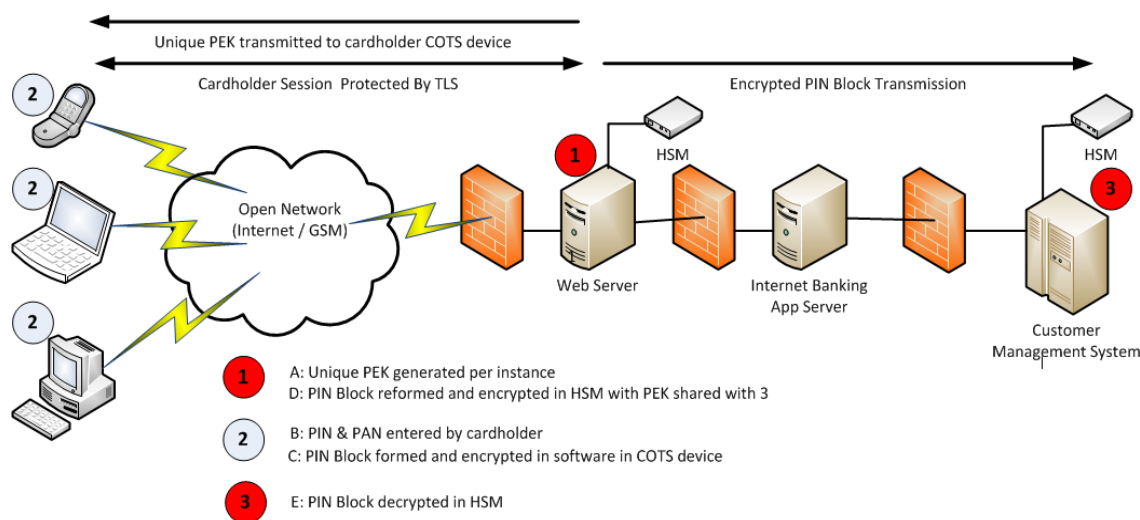 Unique PEK transmitted to cardholder COTS device
Cardholder Session Protected By TLS
Encrypted PIN Block Transmission
2
HSM
HSM
1
3
2
Open Network
(Internet / GSM)
Web Server
Internet Banking
App Server
2
Customer
Management System
1
A: Unique PEK generated per instance
D: PIN Block reformed and encrypted in HSM with PEK shared with 3
2
B: PIN & PAN entered by cardholder
C: PIN Block formed and encrypted in software in COTS device
3
E: PIN Block decrypted in HSM